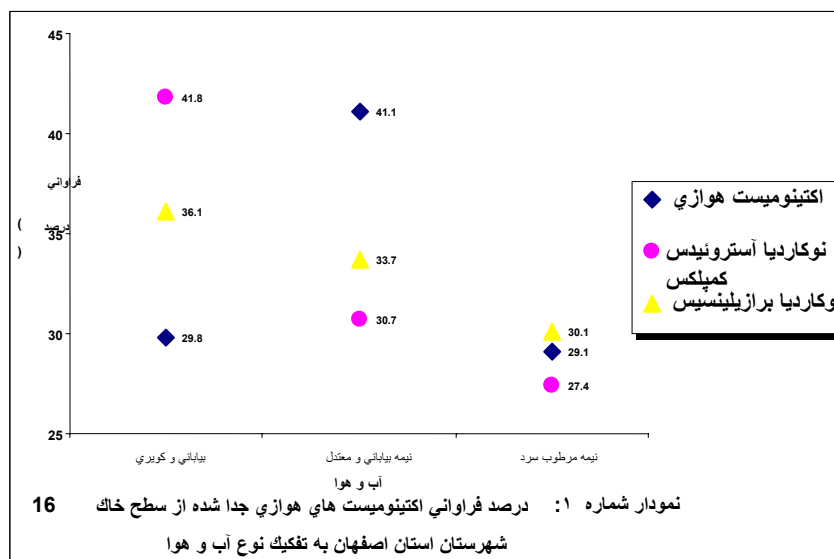 45
40
35
30
25
فراواني
(درصد)
41.8
36.1
29.8
41.1
33.7
30.7
30.1
29.1
27.4
بياباني و كويري
نيمه بياباني و معتدل
نيمه مرطوب سرد
آب و هوا
اكتينوميست هوازي
نوكارديا آستروئيدس
كمپلكس
وكارديا برازيلينسيس
نمودار شماره ۱: درصد فراواني اكتينوميست هاي هوازي جدا شده از سطح خاك 16
شهرستان استان اصفهان به تفكيك نوع آب و هوا